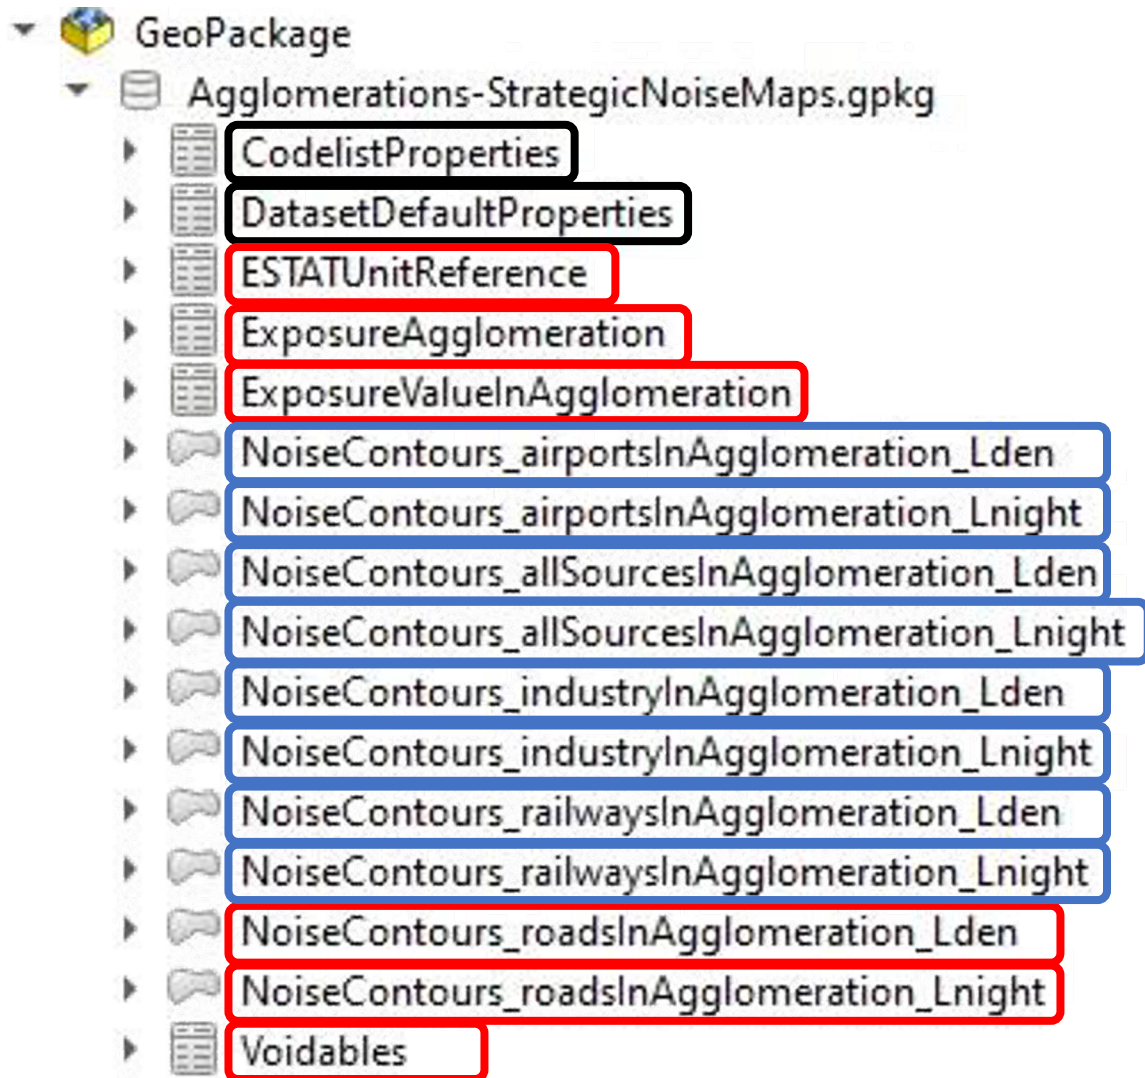 GeoPackage
Agglomerations-StrategicNoiseMaps.gpkg
CodelistProperties
DatasetDefaultProperties
ESTATUnitReference
ExposureAgglomeration
ExposureValueInAgglomeration
NoiseContours_airportsInAgglomeration_Lden
NoiseContours_airportsInAgglomeration_Lnight
NoiseContours_allSourcesInAgglomeration_Lden
NoiseContours_allSourcesInAgglomeration_Lnight
NoiseContours_industryInAgglomeration_Lden
NoiseContours_industryInAgglomeration_Lnight
NoiseContours_railwaysInAgglomeration_Lden
NoiseContours_railwaysInAgglomeration_Lnight
NoiseContours_roadsInAgglomeration_Lden
NoiseContours_roadsInAgglomeration_Lnight
Voidables